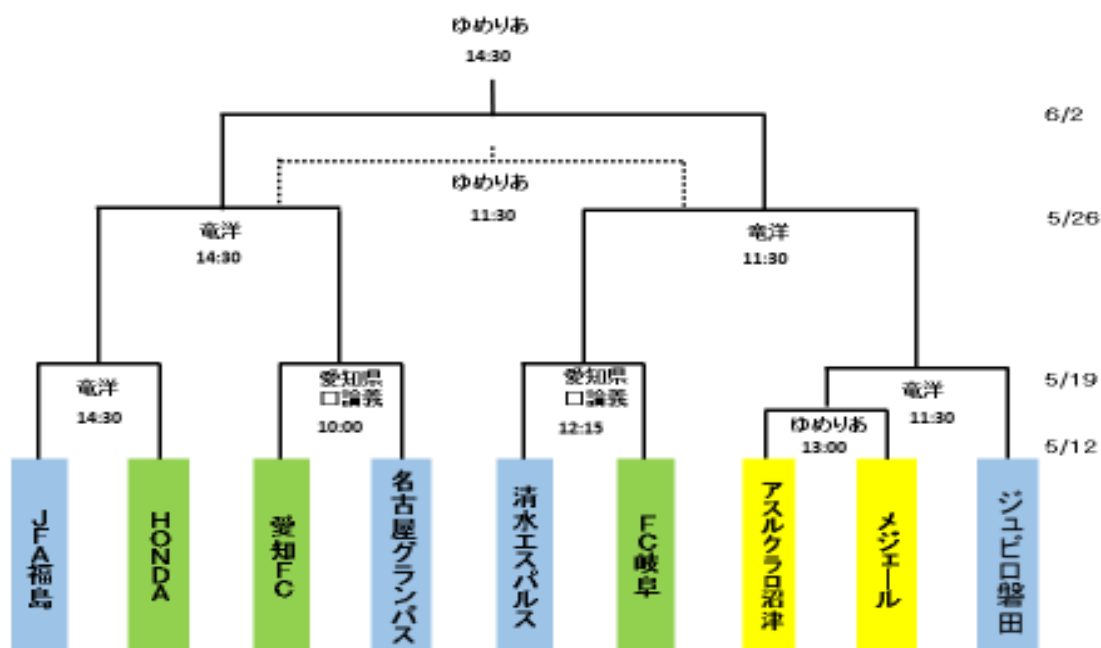 ゆめりあ
14:30
6/2
ゆめりあ
11:30
5/26
竜洋
14:30
竜洋
11:30
5/19
竜洋
14:30
愛知県
口論義
10:00
愛知県
口論義
12:15
竜洋
11:30
ゆめりあ
13:00
5/12
JFA福島
HONDA
愛知FC
名古屋グランパス
清水エスパルス
FC岐阜
アスルクラロ沼津
メジェール
ジュビロ磐田